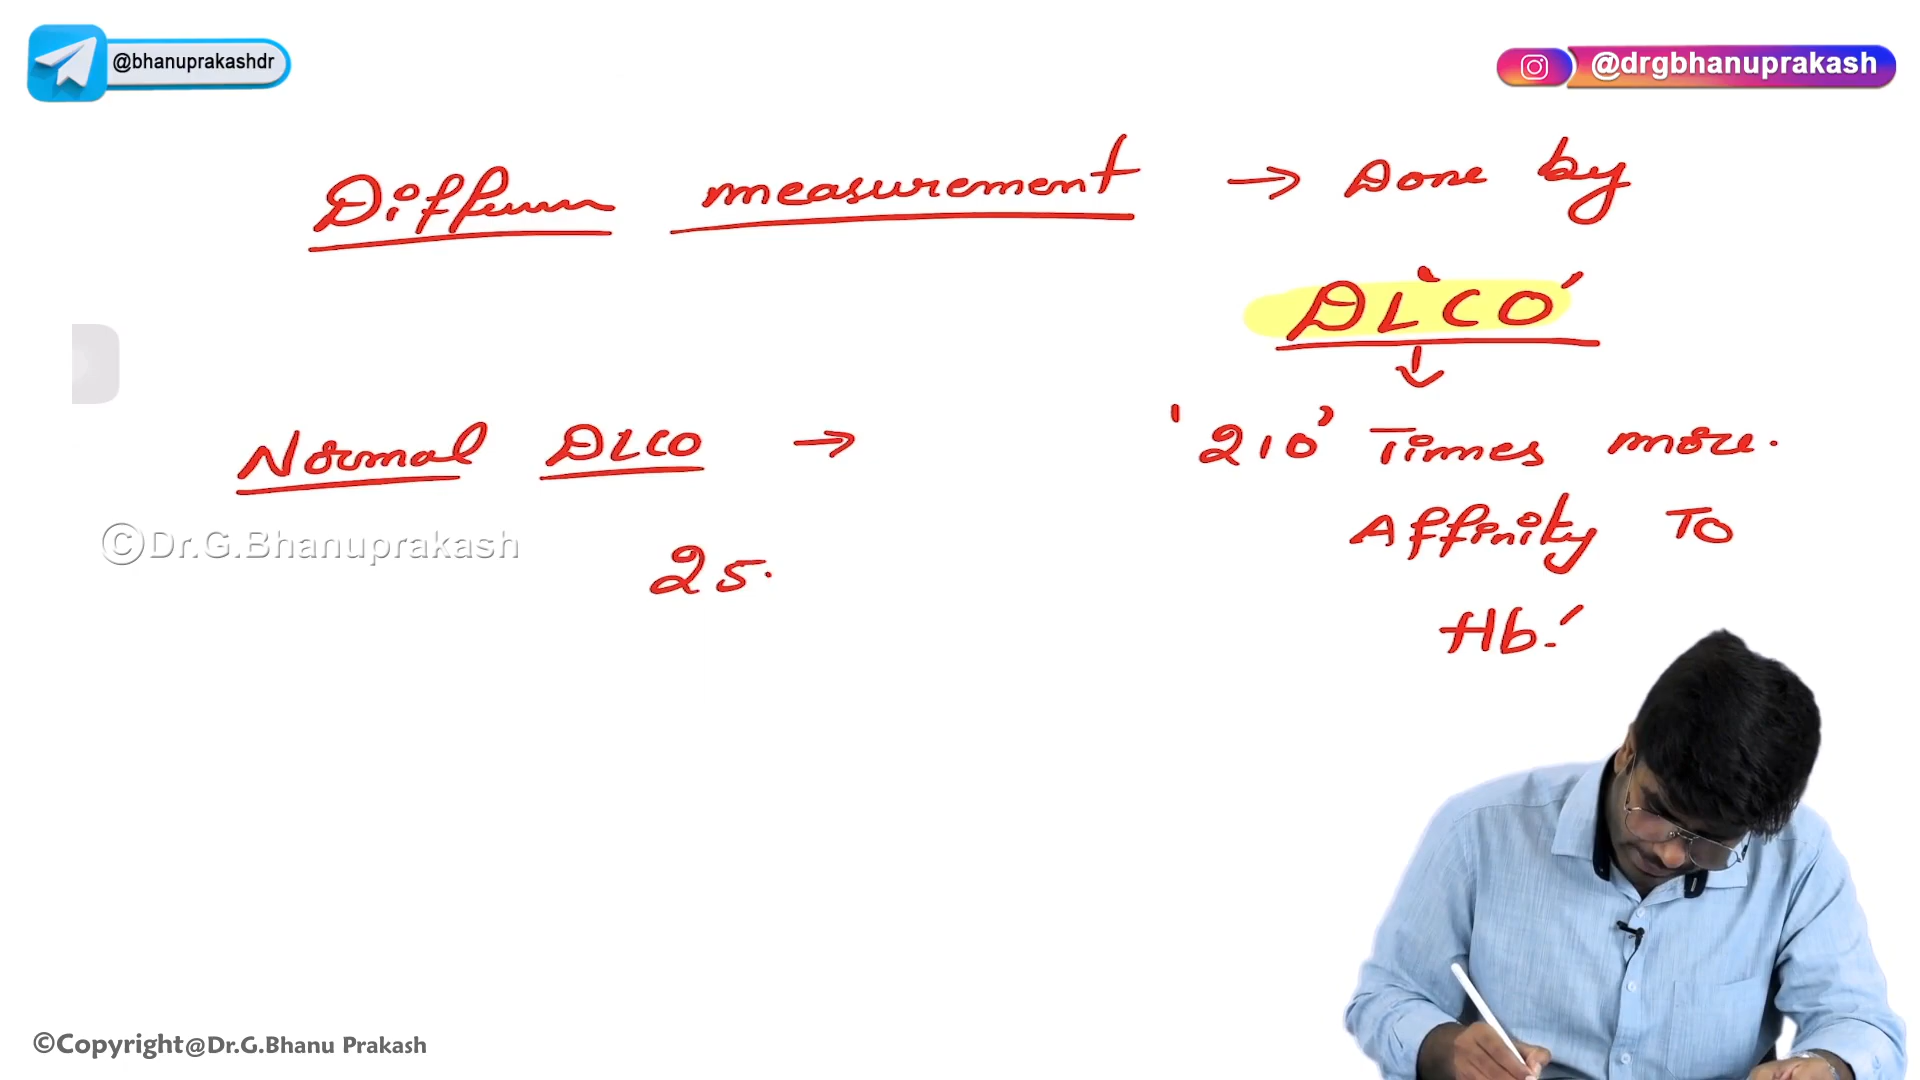 @bhanuprakashdr
@drgbhanuprakash
measurement → Done by
DLCO
↓
Normal DLCO →
'210' Times more.
Affinity To
Hb.
©Dr.G.Bhanuprakash
25.
©Copyright@Dr.G.Bhanu Prakash